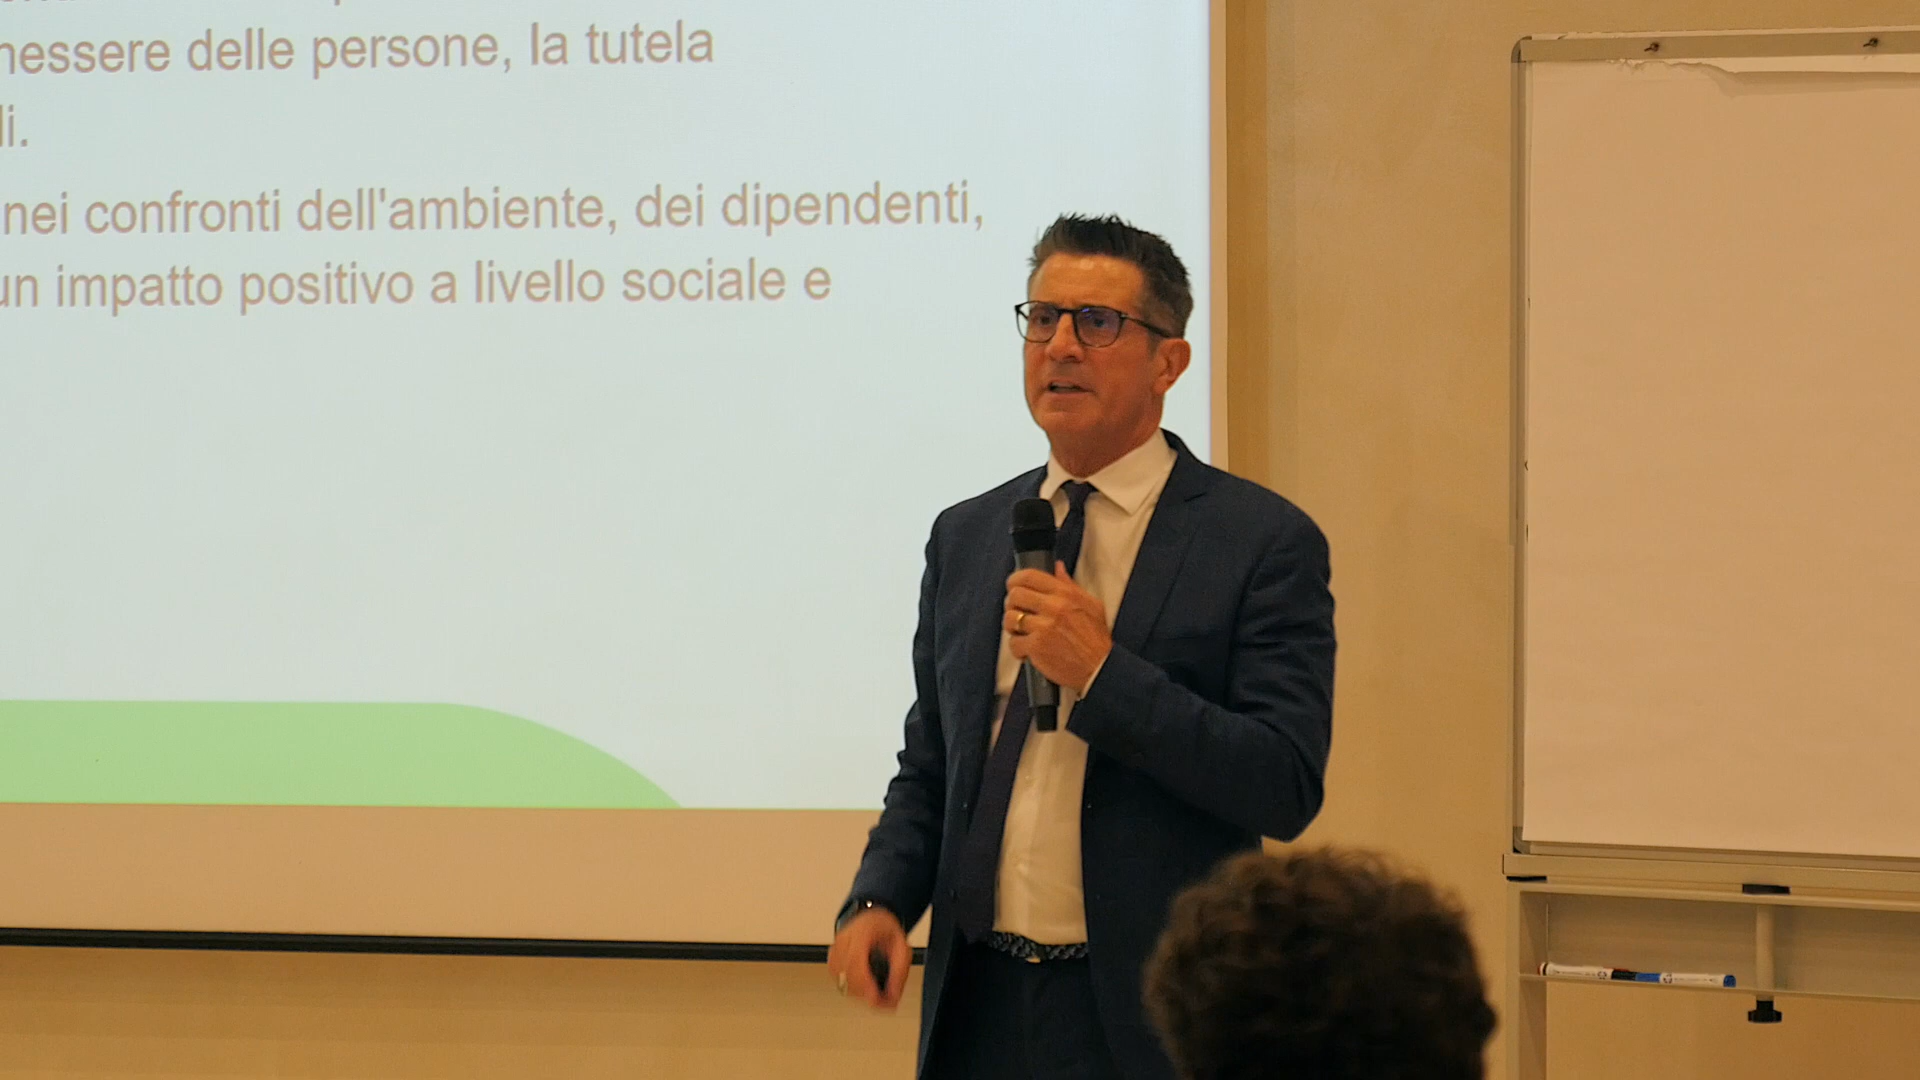 nessere delle persone, la tutela
li.
nei confronti dell'ambiente, dei dipendenti,
un impatto positivo a livello sociale e